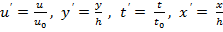 u′ = u/u₀, y′ = y/h, t′ = t/t₀, x′ = x/h